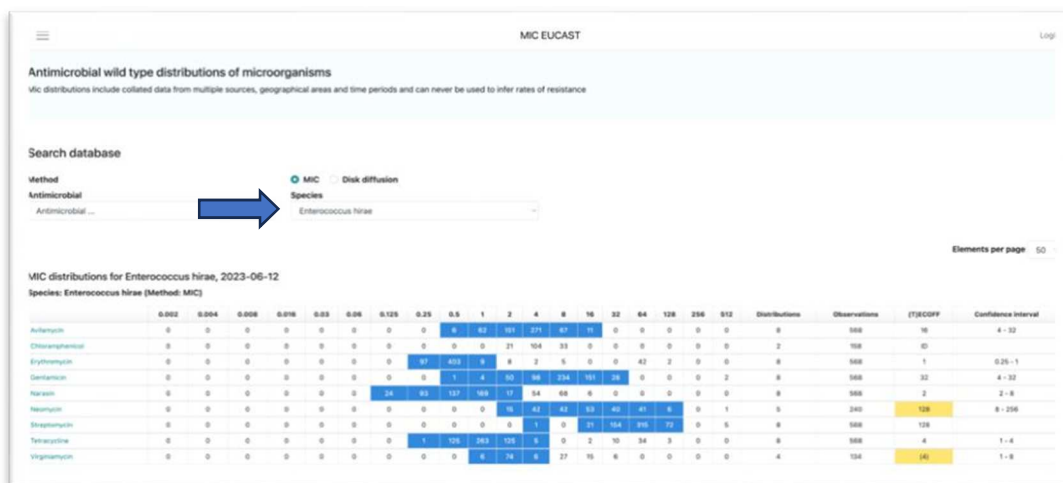 MIC EUCAST
Logi
Antimicrobial wild type distributions of microorganisms
Mic distributions include collated data from multiple sources, geographical areas and time periods and can never be used to infer rates of resistance
Search database
Method MIC Disk diffusion
Antimicrobial Species
Antimicrobial ... Enterococcus hirae
Elements per page 50
MIC distributions for Enterococcus hirae, 2023-06-12
Species: Enterococcus hirae (Method: MIC)
0.002 0.004 0.008 0.016 0.03 0.06 0.125 0.25 0.5 1 2 4 8 16 32 64 128 256 512 Distributions Observations (T)ECOFF Confidence interval
Avilamycin 0 0 0 0 0 0 0 0 6 62 151 271 67 11 0 0 0 0 0 8 568 16 4 - 32
Chloramphenicol 0 0 0 0 0 0 0 0 0 0 21 104 33 0 0 0 0 0 0 2 158 ID
Erythromycin 0 0 0 0 0 0 0 97 403 9 8 2 5 0 0 42 2 0 0 8 568 1 0.25 - 1
Gentamicin 0 0 0 0 0 0 0 0 1 4 50 98 234 151 28 0 0 0 2 8 568 32 4 - 32
Narasin 0 0 0 0 0 0 24 93 137 169 17 54 68 6 0 0 0 0 0 8 568 2 2 - 8
Neomycin 0 0 0 0 0 0 0 0 0 0 15 42 42 53 40 41 6 0 1 5 240 128 8 - 256
Streptomycin 0 0 0 0 0 0 0 0 0 0 0 1 0 21 154 315 72 0 5 8 568 128
Tetracycline 0 0 0 0 0 0 0 1 125 263 125 5 0 2 10 34 3 0 0 8 568 4 1 - 4
Virginiamycin 0 0 0 0 0 0 0 0 0 6 74 6 27 15 6 0 0 0 0 4 134 (4) 1 - 8